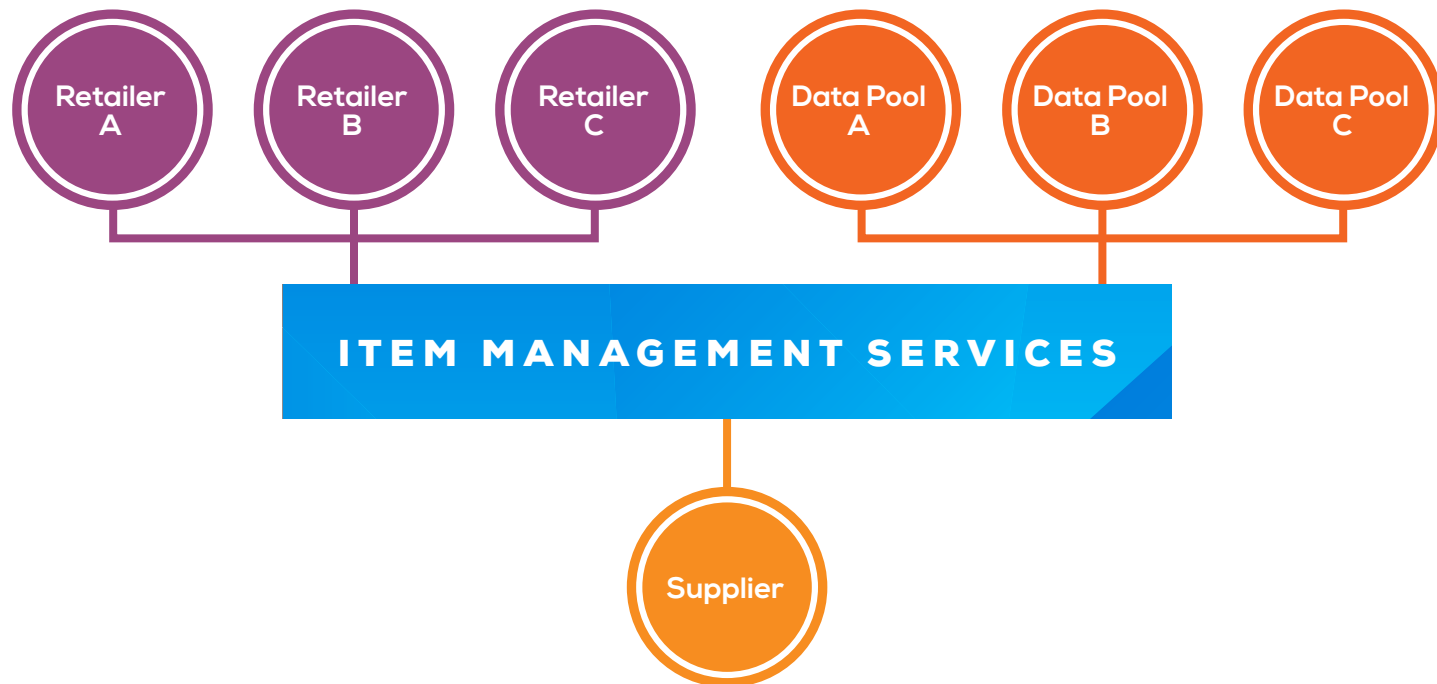 Retailer
A
Retailer
B
Retailer
C
Data Pool
A
Data Pool
B
Data Pool
C
ITEM MANAGEMENT SERVICES
Supplier